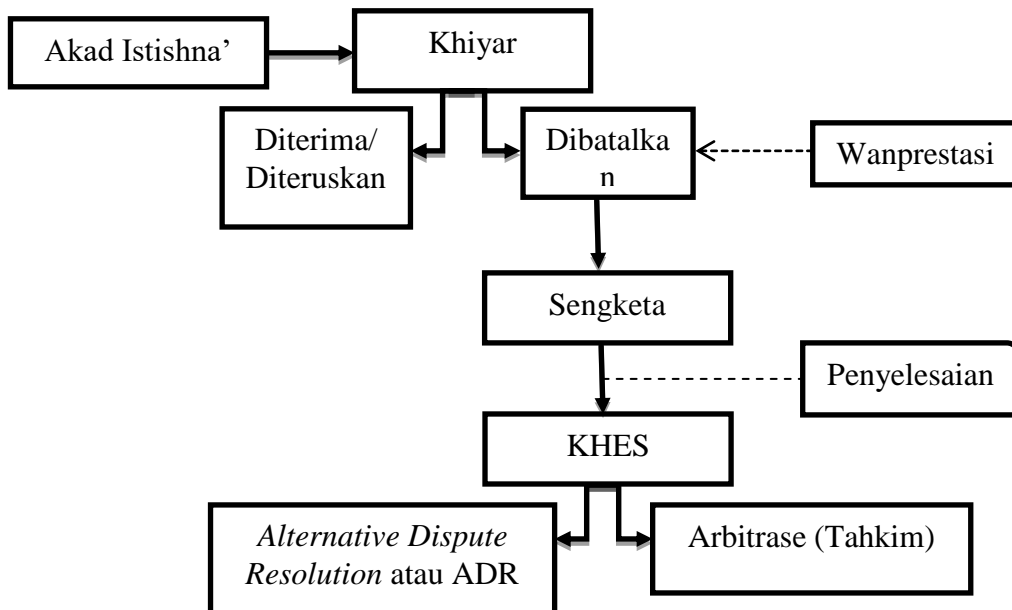 Akad Istishna’
Khiyar
Diterima/
Diteruskan
Dibatalka
n
Wanprestasi
Sengketa
Penyelesaian
KHES
Alternative Dispute
Resolution atau ADR
Arbitrase (Tahkim)